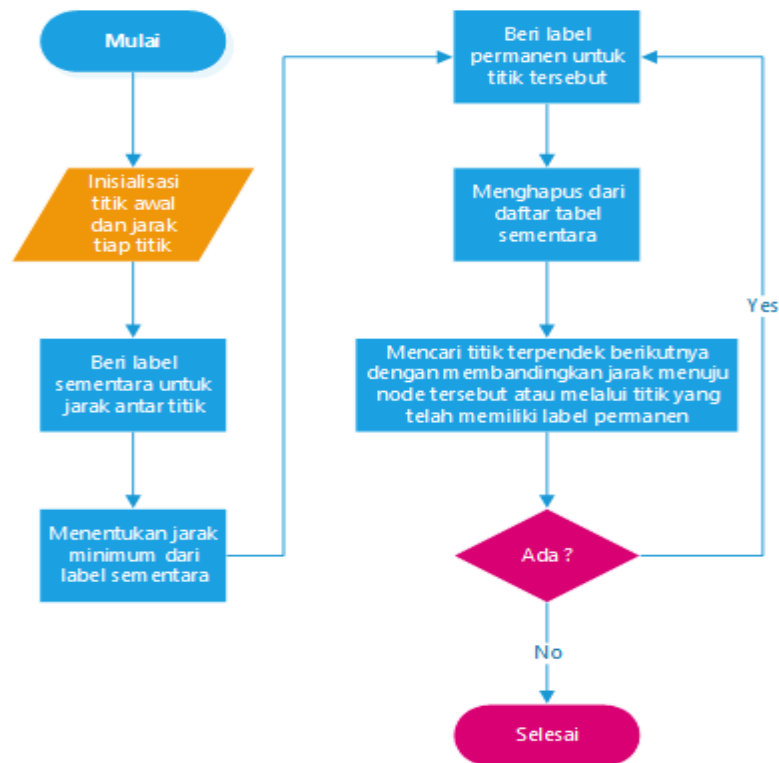 Mulai
Inisialisasi
titik awal
dan jarak
tiap titik
Beri label
sementara untuk
jarak antar titik
Menentukan jarak
minimum dari
label sementara
Beri label
permanen untuk
titik tersebut
Menghapus dari
daftar tabel
sementara
Mencari titik terpendek berikutnya
dengan membandingkan jarak menuju
node tersebut atau melalui titik yang
telah memiliki label permanen
Ada ?
Yes
No
Selesai